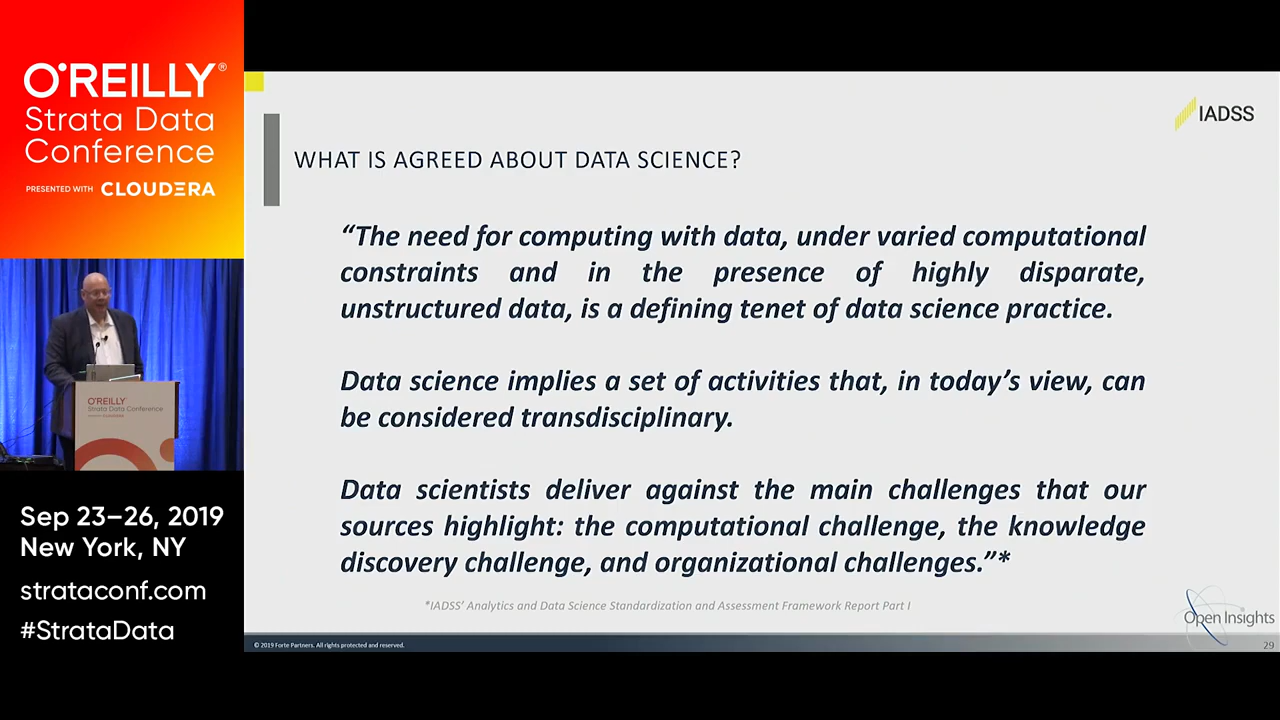 O'REILLY®
Strata Data
Conference
PRESENTED WITH CLOUDERA
O'REILLY
Strata Data Conference
Sep 23–26, 2019
New York, NY
strataconf.com
#StrataData
IADSS
WHAT IS AGREED ABOUT DATA SCIENCE?
“The need for computing with data, under varied computational
constraints and in the presence of highly disparate,
unstructured data, is a defining tenet of data science practice.
Data science implies a set of activities that, in today’s view, can
be considered transdisciplinary.
Data scientists deliver against the main challenges that our
sources highlight: the computational challenge, the knowledge
discovery challenge, and organizational challenges.”*
*IADSS’ Analytics and Data Science Standardization and Assessment Framework Report Part I
Open Insights
© 2019 Forte Partners. All rights protected and reserved.
29